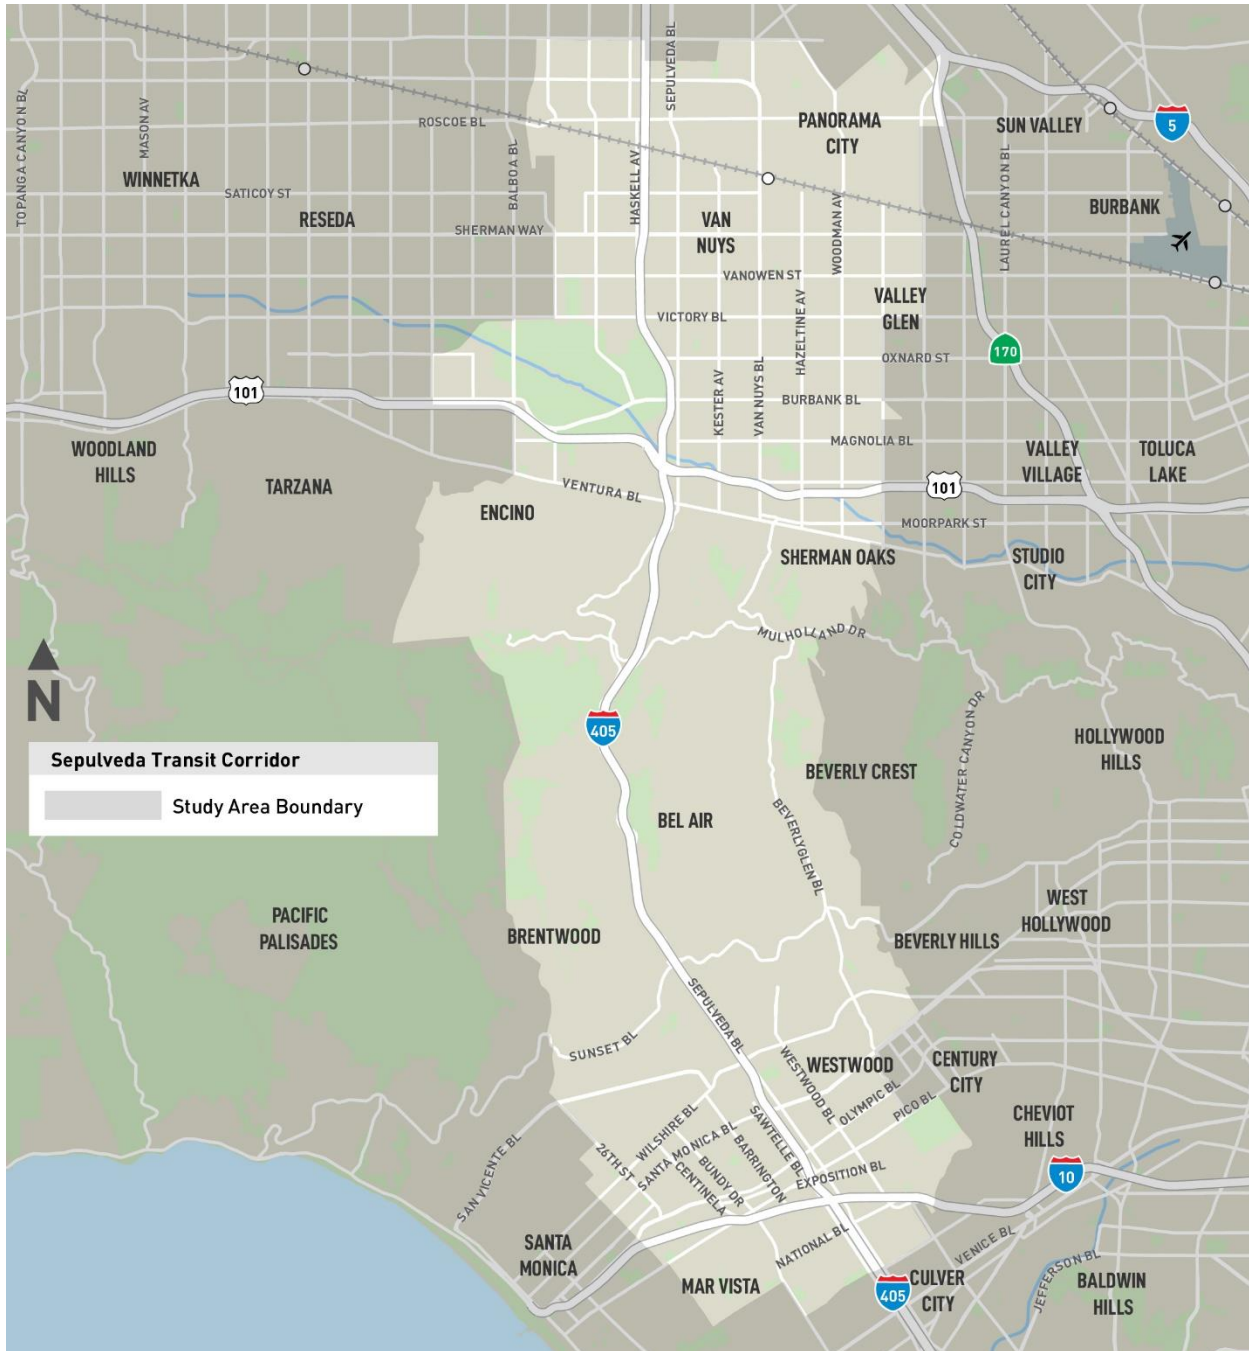 SEPULVEDA BL
TOPANGA CANYON BL
MASON AV
ROSCOE BL
BALBOA BL
HASKELL AV
PANORAMA
CITY
SUN VALLEY
5
LAUREL CANYON BL
WINNETKA
SATICOY ST
RESEDA
SHERMAN WAY
VAN
NUYS
WOODMAN AV
BURBANK
VANOWEN ST
VICTORY BL
HAZELTINE AV
VALLEY
GLEN
OXNARD ST
170
101
KESTER AV
VAN NUYS BL
BURBANK BL
MAGNOLIA BL
WOODLAND
HILLS
TARZANA
VALLEY
VILLAGE
TOLUCA
LAKE
ENCINO
VENTURA BL
101
MOORPARK ST
SHERMAN OAKS
STUDIO
CITY
MULHOLLAND DR
N
405
COLDWATER CANYON DR
HOLLYWOOD
HILLS
Sepulveda Transit Corridor
Study Area Boundary
BEVERLY CREST
BEL AIR
BEVERLYGLEN BL
WEST
HOLLYWOOD
PACIFIC
PALISADES
BRENTWOOD
BEVERLY HILLS
SEPULVEDA BL
SUNSET BL
WESTWOOD BL
WESTWOOD
CENTURY
CITY
OLYMPIC BL
PICO BL
CHEVIOT
HILLS
SAN VICENTE BL
26TH ST
WILSHIRE BL
SANTA MONICA BL
CENTINELA
BUNDY DR
BARRINGTON
SAWTELLE BL
EXPOSITION BL
10
SANTA
MONICA
NATIONAL BL
VENICE BL
MAR VISTA
405
CULVER
CITY
JEFFERSON BL
BALDWIN
HILLS